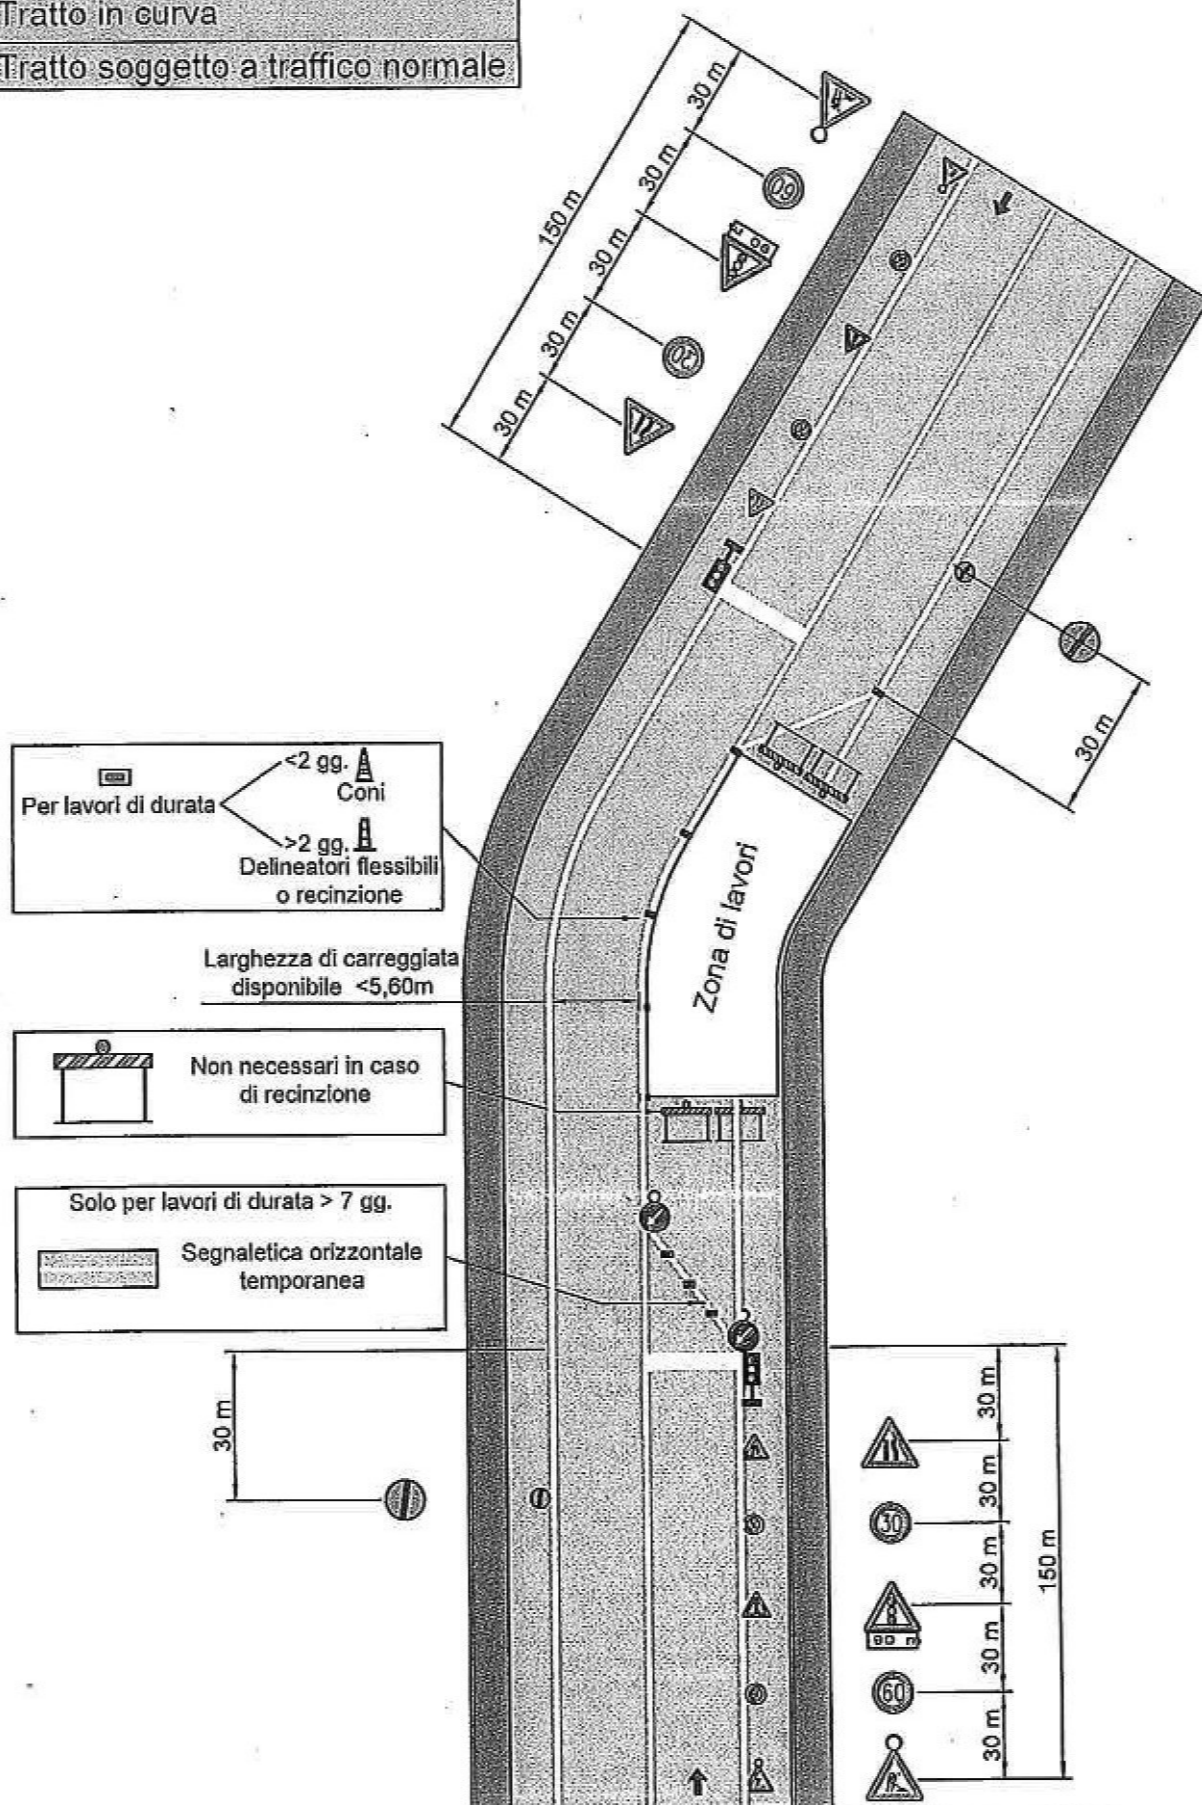 Tratto in curva
Tratto soggetto a traffico normale
30 m
30 m
150 m
30 m
30 m
30 m
60
30
30 m
Per lavori di durata
<2 gg.
Coni
>2 gg.
Delineatori flessibili
o recinzione
Zona di lavori
Larghezza di carreggiata
disponibile <5,60m
Non necessari in caso
di recinzione
Solo per lavori di durata > 7 gg.
Segnaletica orizzontale
temporanea
30 m
30 m
30 m
30 m
30 m
30 m
150 m
30
90 m
60